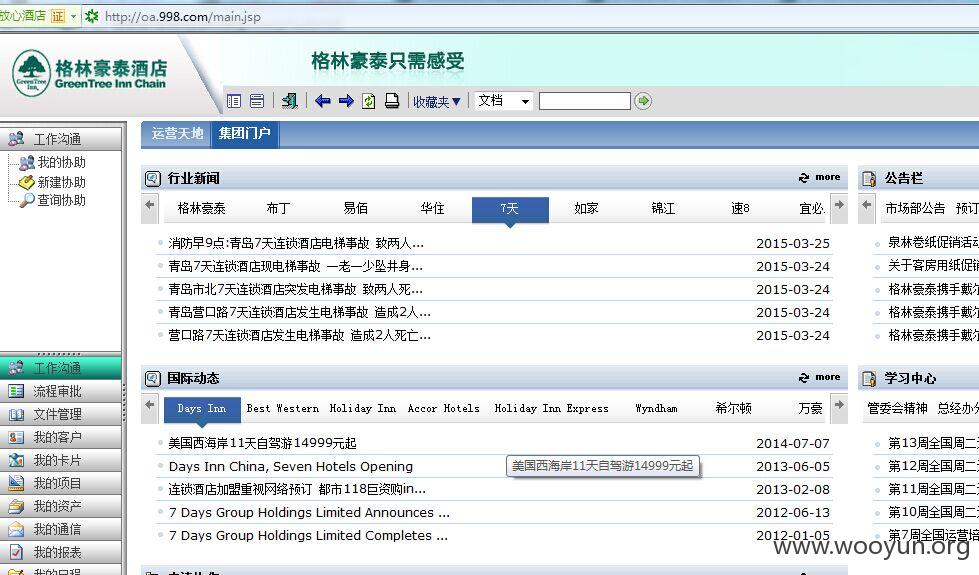 放心酒店 证 http://oa.998.com/main.jsp
格林豪泰酒店
GreenTree Inn Chain
GreenTree Inn
格林豪泰只需感受
收藏夹 文档
工作沟通
我的协助
新建协助
查询协助
工作沟通
流程审批
文件管理
我的客户
我的卡片
我的项目
我的资产
我的通信
我的报表
运营天地 集团门户
行业新闻 more
格林豪泰 布丁 易佰 华住 7天 如家 锦江 速8 宜必
消防早9点:青岛7天连锁酒店电梯事故 致两人... 2015-03-25
青岛7天连锁酒店现电梯事故 一老一少坠井身... 2015-03-24
青岛市北7天连锁酒店突发电梯事故 致两人死... 2015-03-24
青岛营口路7天连锁酒店发生电梯事故 造成2人... 2015-03-24
营口路7天连锁酒店发生电梯事故 造成2人死亡... 2015-03-24
国际动态 more
Days Inn Best Western Holiday Inn Accor Hotels Holiday Inn Express Wyndham 希尔顿 万豪
美国西海岸11天自驾游14999元起 2014-07-07
Days Inn China, Seven Hotels Opening 2013-06-05
美国西海岸11天自驾游14999元起
连锁酒店加盟重视网络预订 都市118巨资购in... 2013-02-08
7 Days Group Holdings Limited Announces ... 2012-06-13
7 Days Group Holdings Limited Completes ... 2012-01-05
公告栏
市场部公告 预订
泉林卷纸促销活动
关于客房用纸促销
格林豪泰携手戴尔
格林豪泰携手戴尔
格林豪泰携手戴尔
学习中心
管委会精神 总经办
第13周全国周二
第12周全国周二
第11周全国周二
第10周全国周二
第7周全国运营培
www.wooyun.org